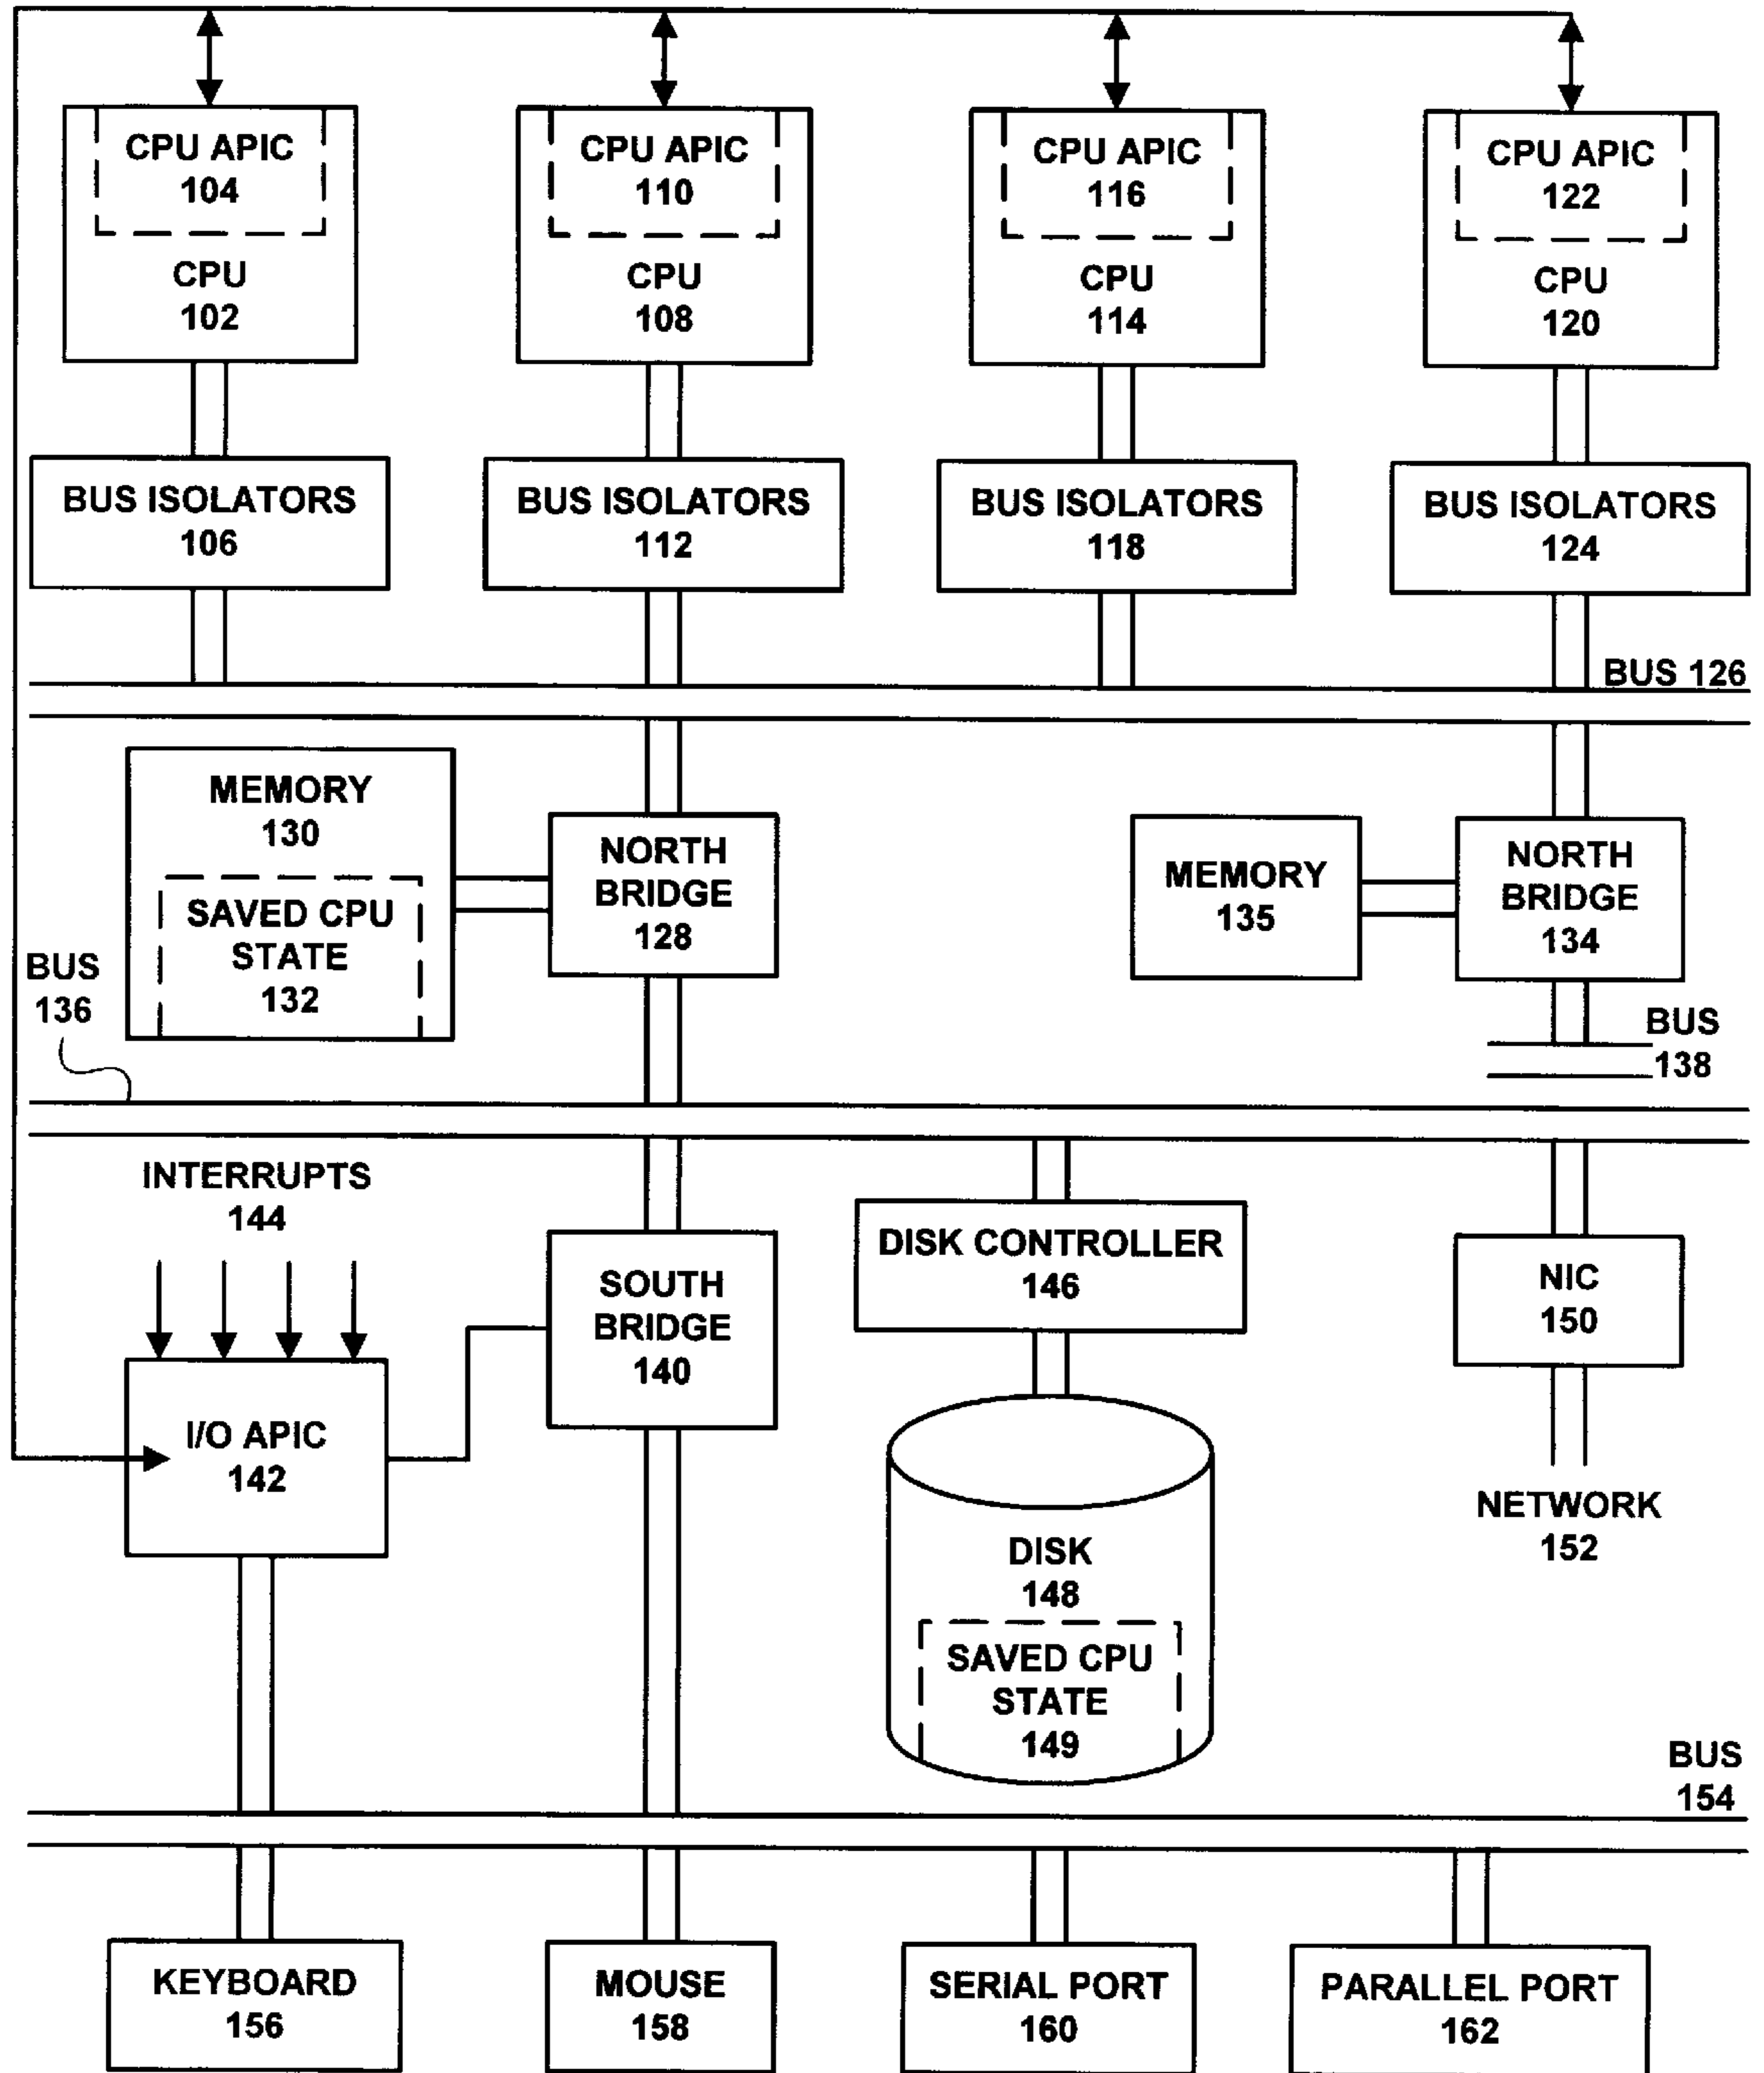 CPU APIC
104
CPU
102
CPU APIC
110
CPU
108
CPU APIC
116
CPU
114
CPU APIC
122
CPU
120
BUS ISOLATORS
106
BUS ISOLATORS
112
BUS ISOLATORS
118
BUS ISOLATORS
124
BUS 126
MEMORY
130
SAVED CPU
STATE
132
NORTH
BRIDGE
128
MEMORY
135
NORTH
BRIDGE
134
BUS
136
BUS
138
INTERRUPTS
144
I/O APIC
142
SOUTH
BRIDGE
140
DISK CONTROLLER
146
DISK
148
SAVED CPU
STATE
149
NIC
150
NETWORK
152
BUS
154
KEYBOARD
156
MOUSE
158
SERIAL PORT
160
PARALLEL PORT
162